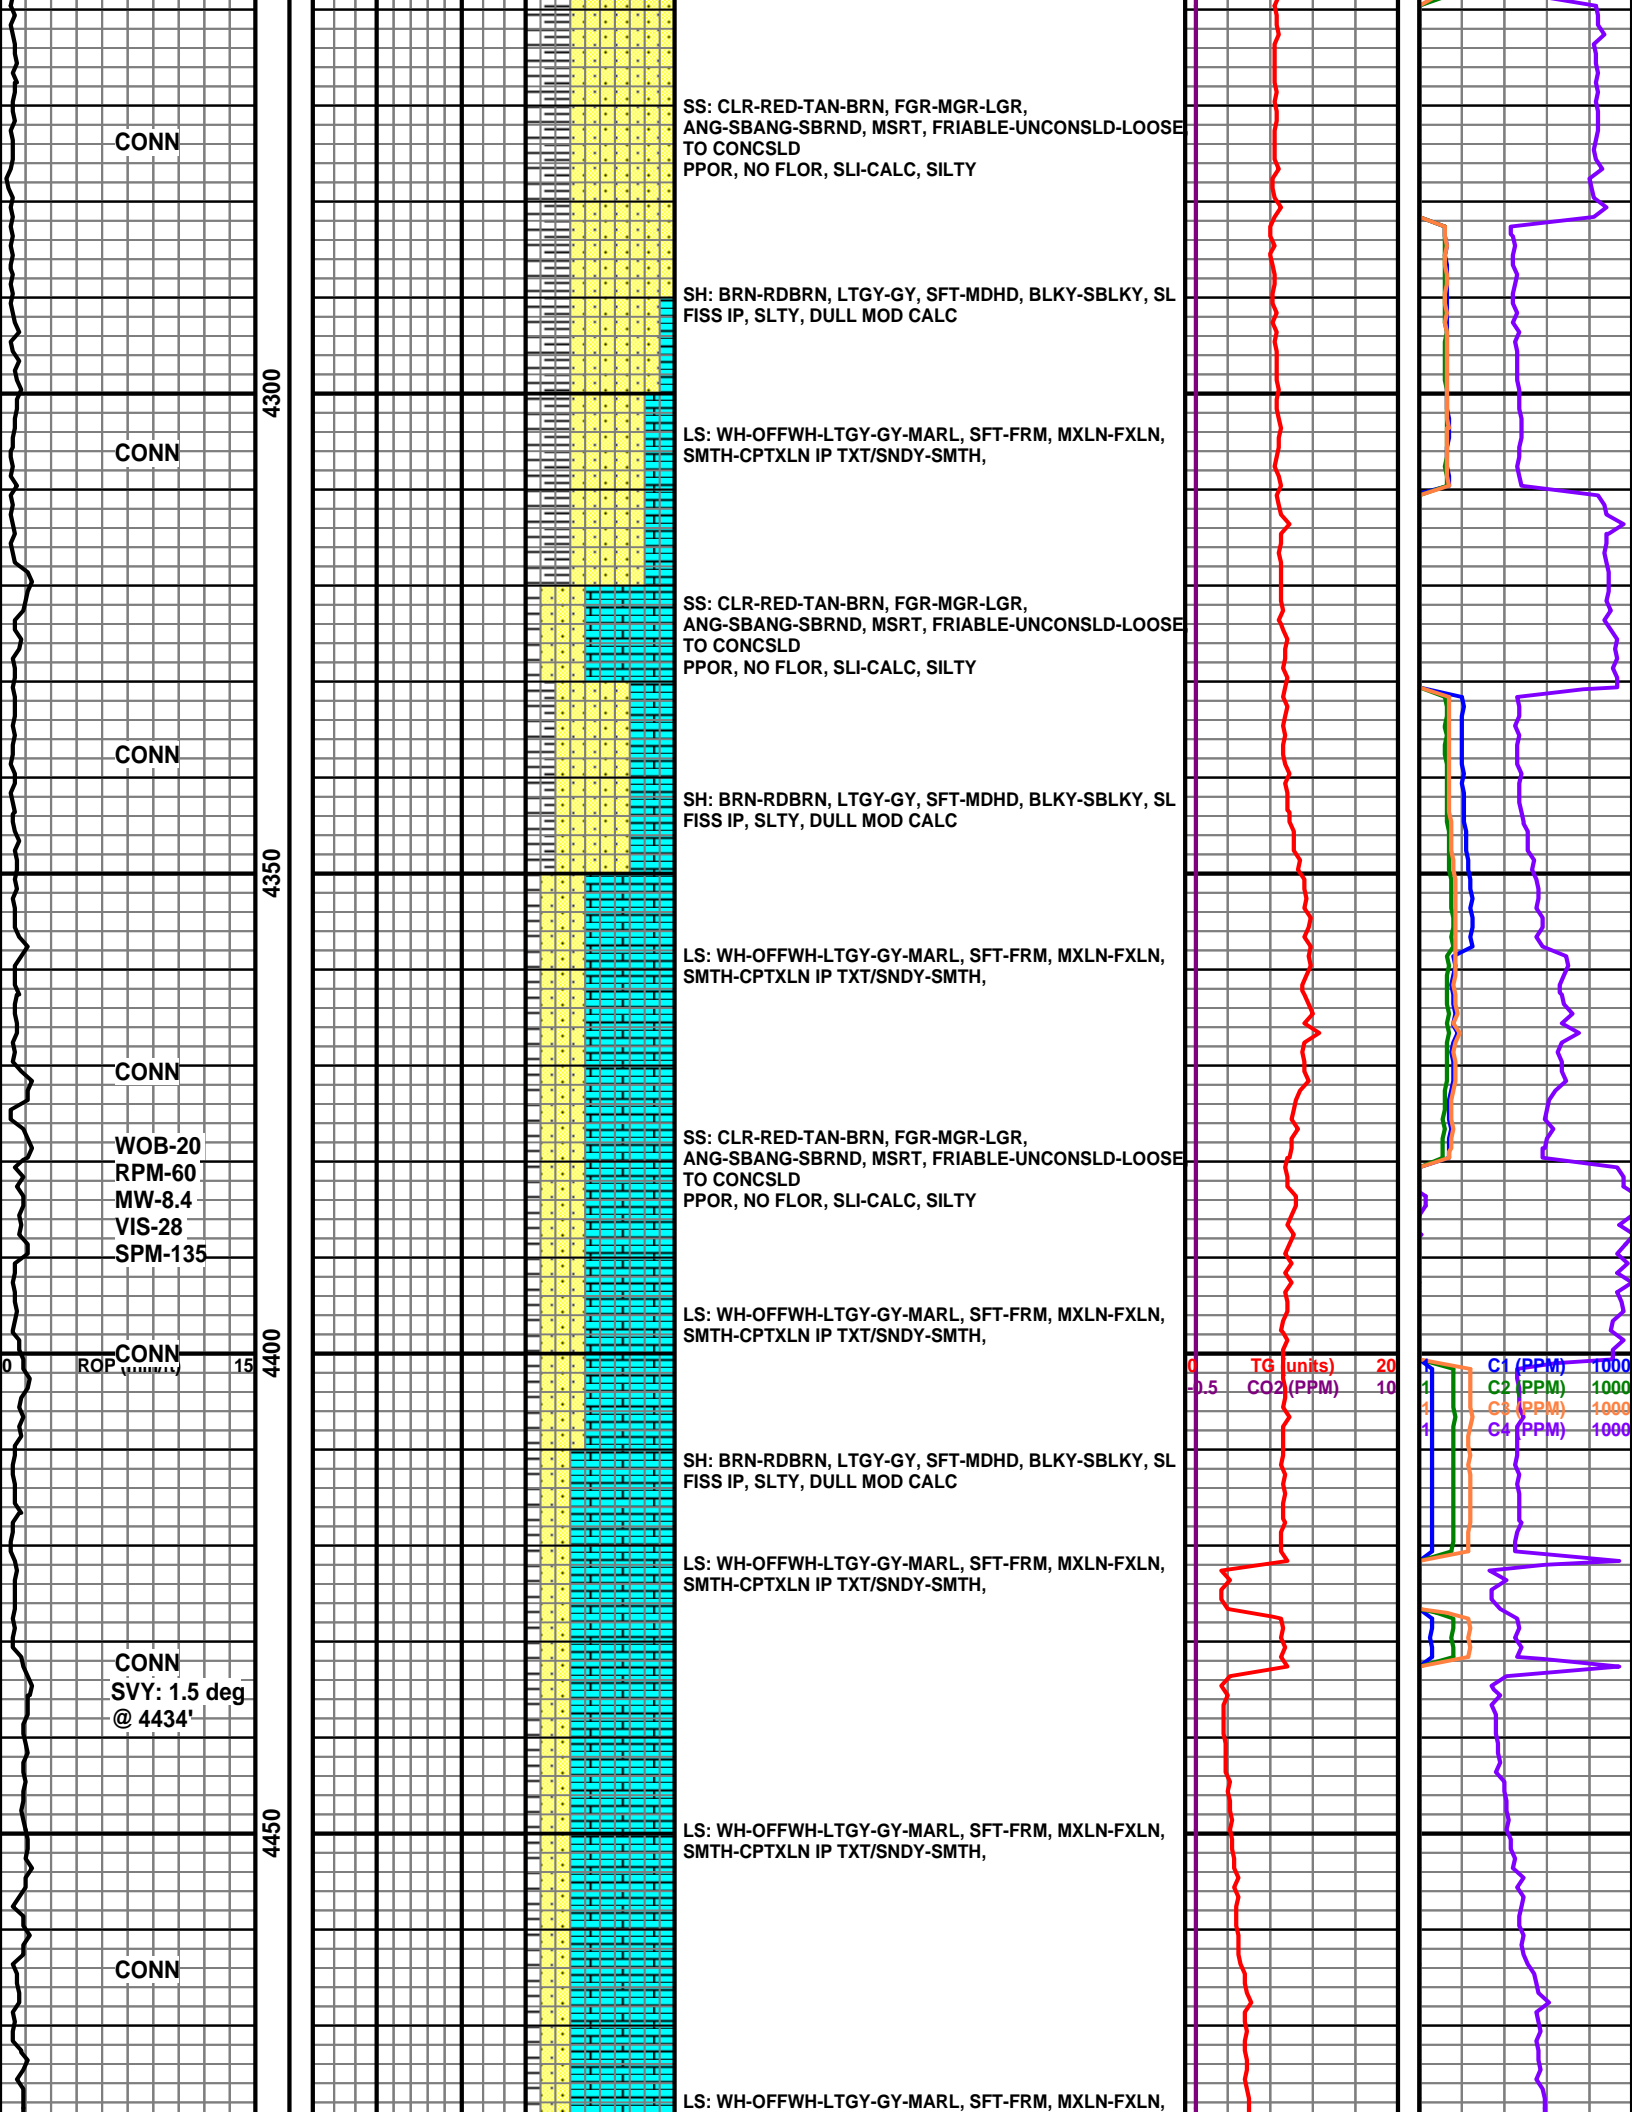 SS: CLR-RED-TAN-BRN, FGR-MGR-LGR,
ANG-SBANG-SBRND, MSRT, FRIABLE-UNCONSLD-LOOSE
TO CONCSLD
PPOR, NO FLOR, SLI-CALC, SILTY
CONN
SH: BRN-RDBRN, LTGY-GY, SFT-MDHD, BLKY-SBLKY, SL
FISS IP, SLTY, DULL MOD CALC
4300
LS: WH-OFFWH-LTGY-GY-MARL, SFT-FRM, MXLN-FXLN,
SMTH-CPTXLN IP TXT/SNDY-SMTH,
CONN
SS: CLR-RED-TAN-BRN, FGR-MGR-LGR,
ANG-SBANG-SBRND, MSRT, FRIABLE-UNCONSLD-LOOSE
TO CONCSLD
PPOR, NO FLOR, SLI-CALC, SILTY
CONN
SH: BRN-RDBRN, LTGY-GY, SFT-MDHD, BLKY-SBLKY, SL
FISS IP, SLTY, DULL MOD CALC
4350
LS: WH-OFFWH-LTGY-GY-MARL, SFT-FRM, MXLN-FXLN,
SMTH-CPTXLN IP TXT/SNDY-SMTH,
CONN
WOB-20
RPM-60
MW-8.4
VIS-28
SPM-135
SS: CLR-RED-TAN-BRN, FGR-MGR-LGR,
ANG-SBANG-SBRND, MSRT, FRIABLE-UNCONSLD-LOOSE
TO CONCSLD
PPOR, NO FLOR, SLI-CALC, SILTY
LS: WH-OFFWH-LTGY-GY-MARL, SFT-FRM, MXLN-FXLN,
SMTH-CPTXLN IP TXT/SNDY-SMTH,
CONN
0 ROP (min/ft) 15
4400
0 TG (units) 20
-0.5 CO2 (PPM) 10
1 C1 (PPM) 1000
1 C2 (PPM) 1000
1 C3 (PPM) 1000
1 C4 (PPM) 1000
SH: BRN-RDBRN, LTGY-GY, SFT-MDHD, BLKY-SBLKY, SL
FISS IP, SLTY, DULL MOD CALC
LS: WH-OFFWH-LTGY-GY-MARL, SFT-FRM, MXLN-FXLN,
SMTH-CPTXLN IP TXT/SNDY-SMTH,
CONN
SVY: 1.5 deg
@ 4434'
4450
LS: WH-OFFWH-LTGY-GY-MARL, SFT-FRM, MXLN-FXLN,
SMTH-CPTXLN IP TXT/SNDY-SMTH,
CONN
LS: WH-OFFWH-LTGY-GY-MARL, SFT-FRM, MXLN-FXLN,